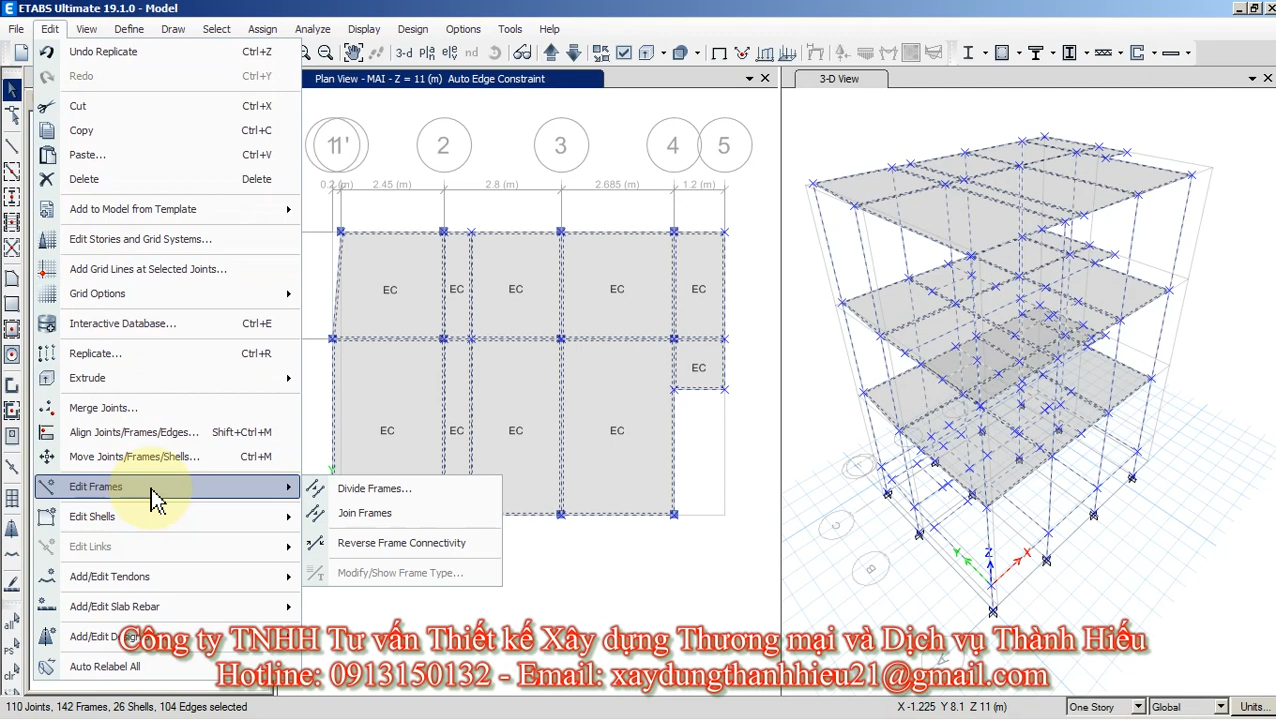 ETABS Ultimate 19.1.0 - Model
File Edit View Define Draw Select Assign Analyze Display Design Options Tools Help
Undo Replicate Ctrl+Z
Redo Ctrl+Y
Cut Ctrl+X
Copy Ctrl+C
Paste... Ctrl+V
Delete Delete
Add to Model from Template
Edit Stories and Grid Systems...
Add Grid Lines at Selected Joints...
Grid Options
Interactive Database... Ctrl+E
Replicate... Ctrl+R
Extrude
Merge Joints...
Align Joints/Frames/Edges... Shift+Ctrl+M
Move Joints/Frames/Shells... Ctrl+M
Edit Frames
Edit Shells
Edit Links
Add/Edit Tendons
Add/Edit Slab Rebar
Auto Relabel All
Divide Frames...
Join Frames
Reverse Frame Connectivity
Modify/Show Frame Type...
3-d
all
PS
clr
Plan View - MAI - Z = 11 (m) Auto Edge Constraint
3-D View
2 3 4 5
2.45 (m) 2.8 (m) 2.685 (m) 1.2 (m)
EC EC EC EC EC
EC
EC EC EC EC
Y Z X
C
B
Công ty TNHH Tư vấn Thiết kế Xây dựng Thương mại và Dịch vụ Thành Hiếu
Hotline: 0913150132 - Email: xaydungthanhhieu21@gmail.com
110 Joints, 142 Frames, 26 Shells, 104 Edges selected
X -1.225 Y 8.1 Z 11 (m)
One Story
Global
Units...